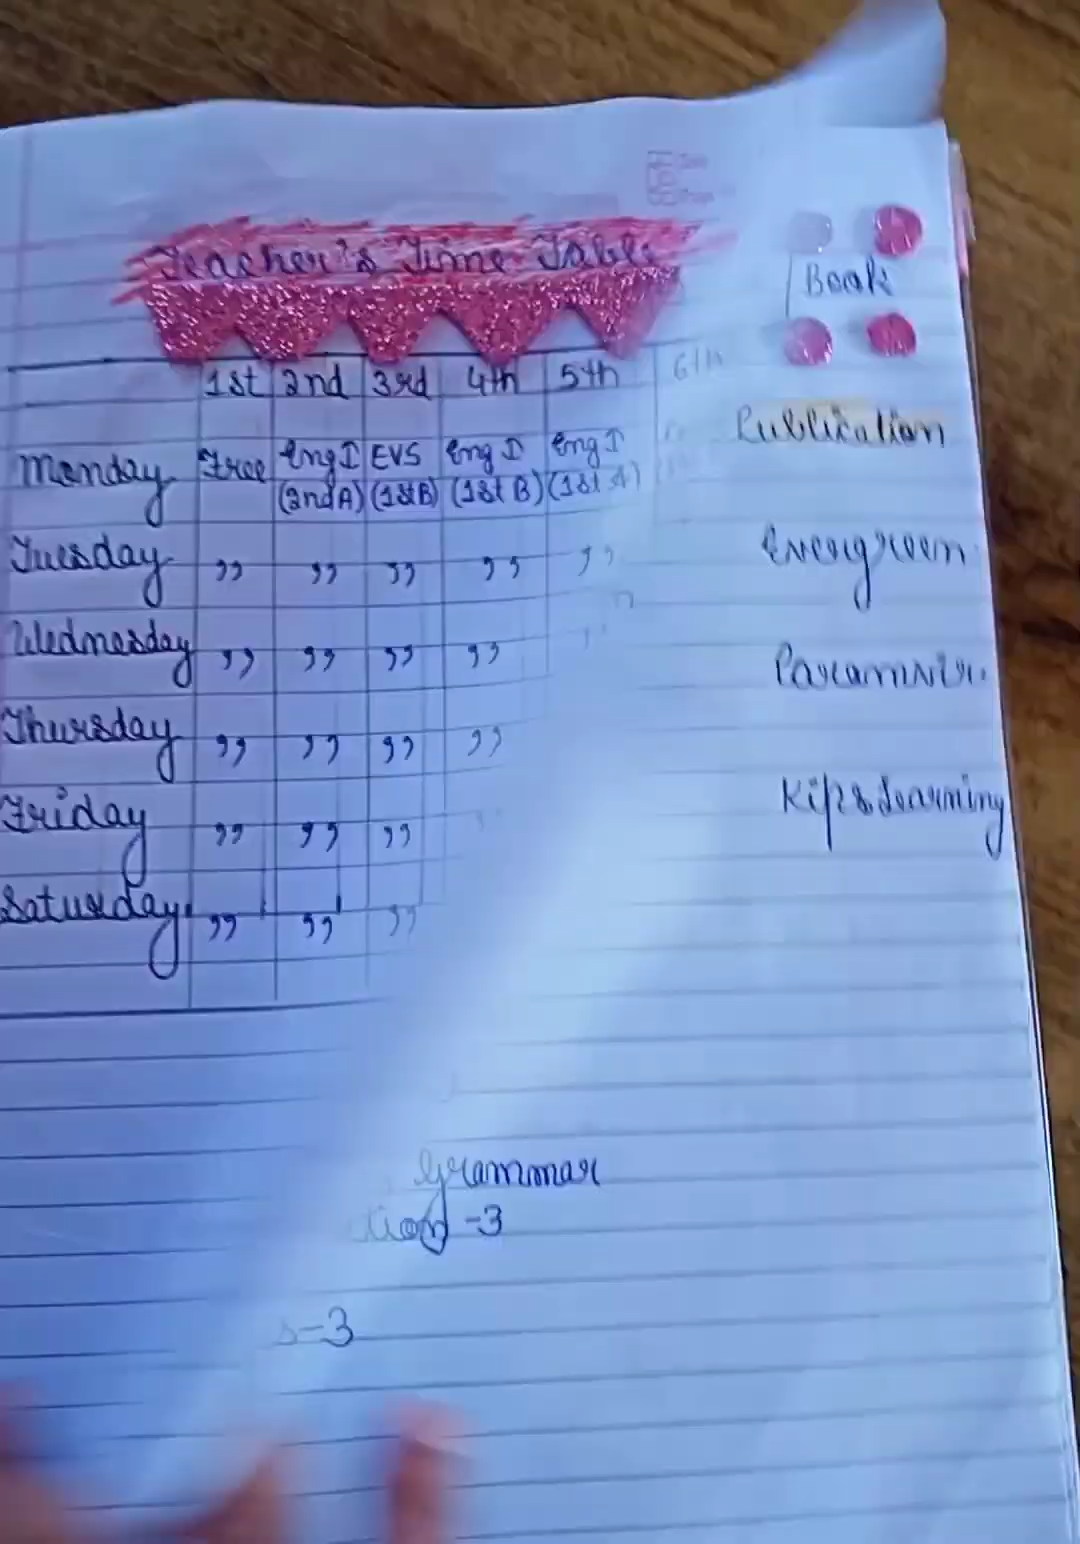 Teacher's Time Table
1st 2nd 3rd 4th 5th 6th
Monday Free Eng I EVS Eng I Eng I
(2nd A) (1st B) (1st B) (1st A)
Tuesday ,, ,, ,, ,, ,,
Wednesday ,, ,, ,, ,,
Thursday ,, ,, ,, ,,
Friday ,, ,, ,,
Saturday ,, ,, ,,
Book
Publication
Evergreen
Kips Learning
Grammar
-3
-3